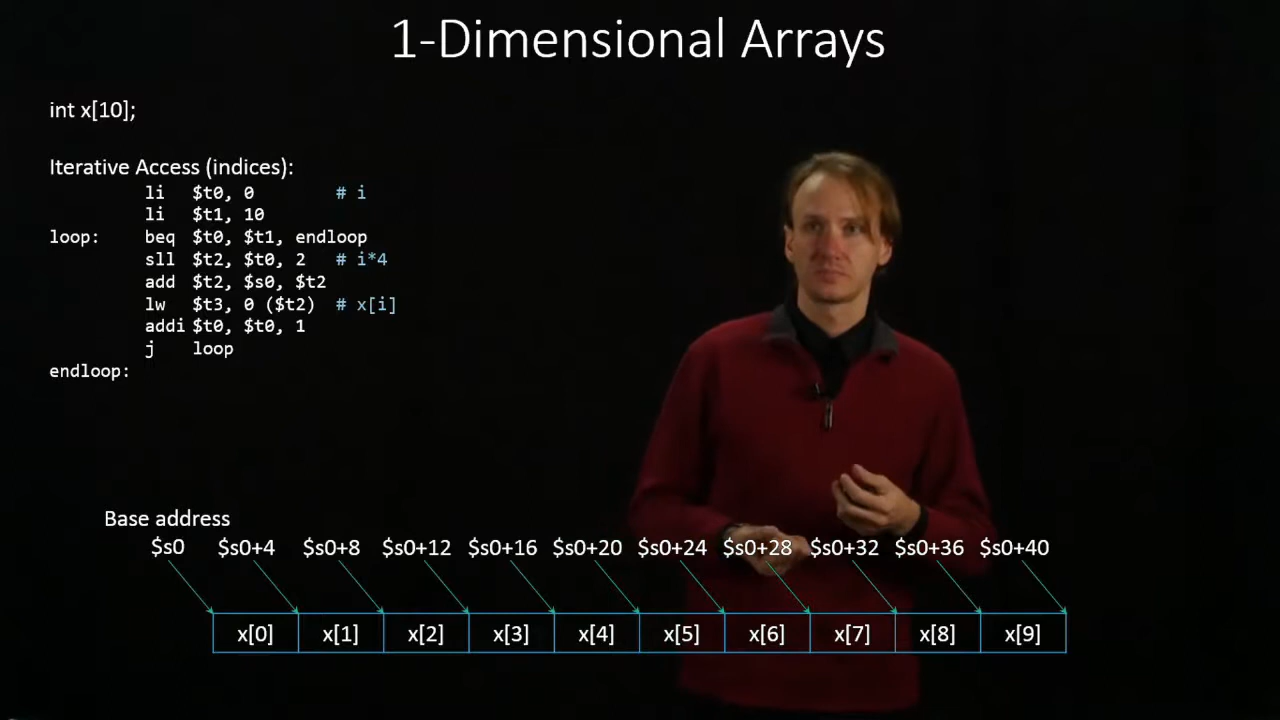 1-Dimensional Arrays
int x[10];
Iterative Access (indices):
li $t0, 0 # i
li $t1, 10
loop: beq $t0, $t1, endloop
sll $t2, $t0, 2 # i*4
add $t2, $s0, $t2
lw $t3, 0 ($t2) # x[i]
addi $t0, $t0, 1
j loop
endloop:
Base address
$s0 $s0+4 $s0+8 $s0+12 $s0+16 $s0+20 $s0+24 $s0+28 $s0+32 $s0+36 $s0+40
x[0] x[1] x[2] x[3] x[4] x[5] x[6] x[7] x[8] x[9]